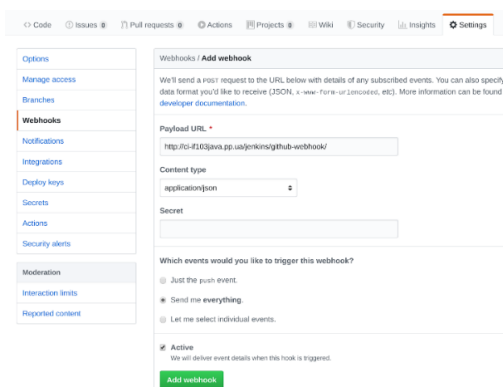 Code Issues 0 Pull requests 0 Actions Projects 0 Wiki Security Insights Settings
Options
Manage access
Branches
Webhooks
Notifications
Integrations
Deploy keys
Secrets
Actions
Security alerts
Moderation
Interaction limits
Reported content
Webhooks / Add webhook
We'll send a POST request to the URL below with details of any subscribed events. You can also specify
data format you'd like to receive (JSON, x-www-form-urlencoded, etc). More information can be found
developer documentation.
Payload URL *
http://ci-if103java.pp.ua/jenkins/github-webhook/
Content type
application/json
Secret
Which events would you like to trigger this webhook?
Just the push event.
Send me everything.
Let me select individual events.
Active
We will deliver event details when this hook is triggered.
Add webhook